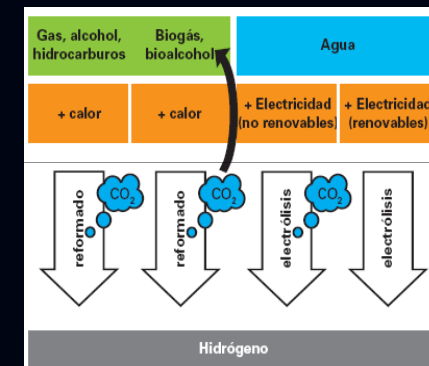 Gas, alcohol,
hidrocarburos
Biogás,
bioalcohol
Agua
+ calor
+ calor
+ Electricidad
(no renovables)
+ Electricidad
(renovables)
reformado
CO2
reformado
CO2
electrólisis
CO2
electrólisis
Hidrógeno